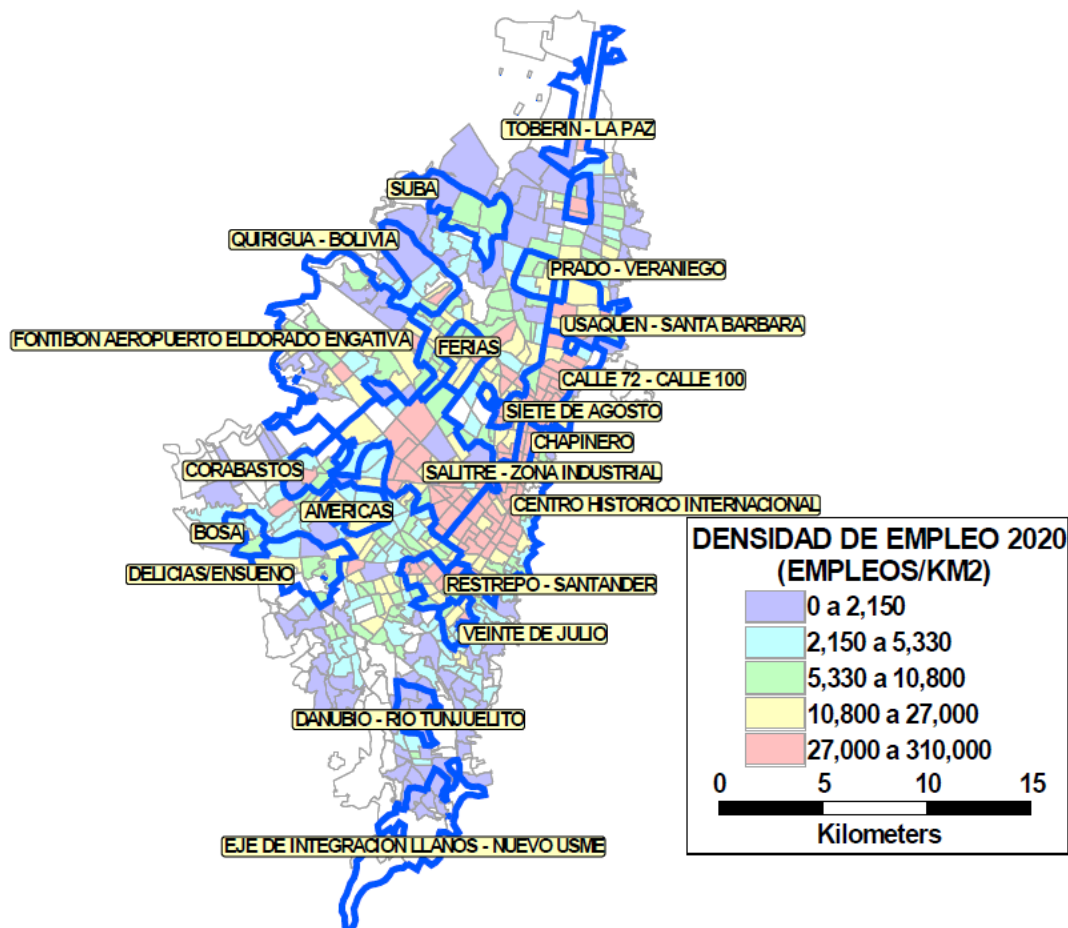 TOBERIN - LA PAZ
SUBA
QUIRIGUA - BOLIVIA
PRADO - VERANIEGO
USAQUEN - SANTA BARBARA
FONTIBON AEROPUERTO ELDORADO ENGATIVA
FERIAS
CALLE 72 - CALLE 100
SIETE DE AGOSTO
CHAPINERO
CORABASTOS
SALITRE - ZONA INDUSTRIAL
CENTRO HISTORICO INTERNACIONAL
AMERICAS
BOSA
DELICIAS/ENSUENO
RESTREPO - SANTANDER
VEINTE DE JULIO
DANUBIO - RIO TUNJUELITO
EJE DE INTEGRACION LLANOS - NUEVO USME
DENSIDAD DE EMPLEO 2020
(EMPLEOS/KM2)
0 a 2,150
2,150 a 5,330
5,330 a 10,800
10,800 a 27,000
27,000 a 310,000
0 5 10 15
Kilometers